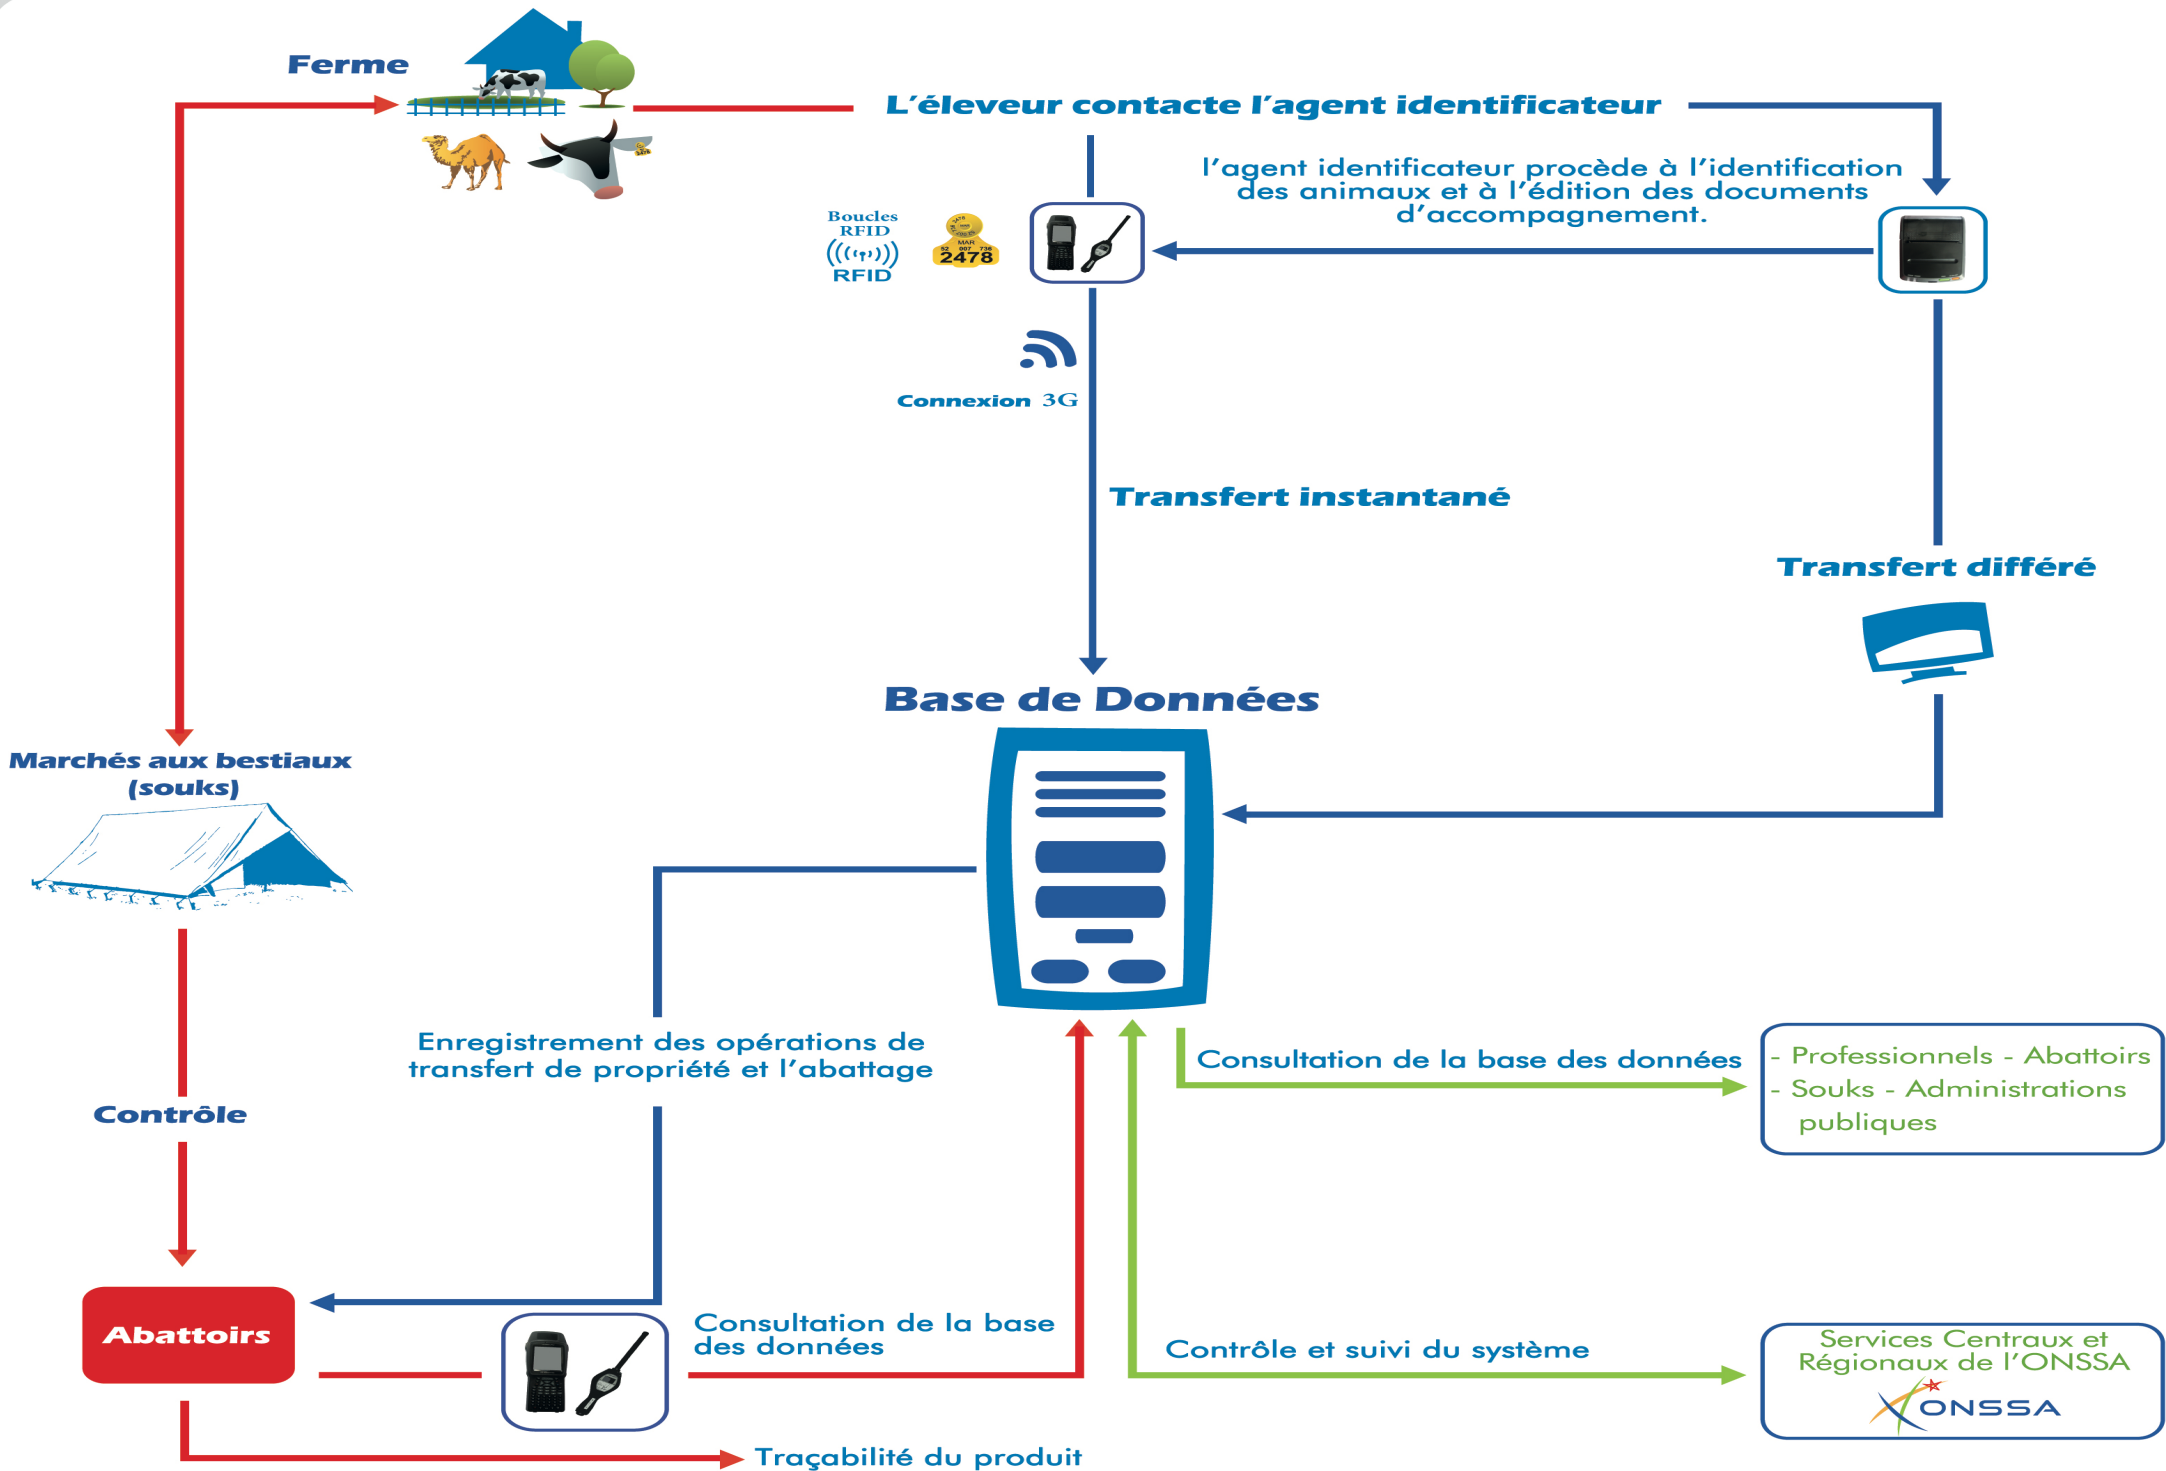 Ferme
L'éleveur contacte l'agent identificateur
l'agent identificateur procède à l'identification
des animaux et à l'édition des documents
d'accompagnement.
Boucles
RFID
RFID
MAR
52 007 736
2478
Connexion 3G
Transfert instantané
Transfert différé
Base de Données
Marchés aux bestiaux
(souks)
Enregistrement des opérations de
transfert de propriété et l'abattage
Consultation de la base des données
- Professionnels - Abattoirs
- Souks - Administrations
publiques
Contrôle
Abattoirs
Consultation de la base
des données
Contrôle et suivi du système
Services Centraux et
Régionaux de l'ONSSA
ONSSA
Traçabilité du produit